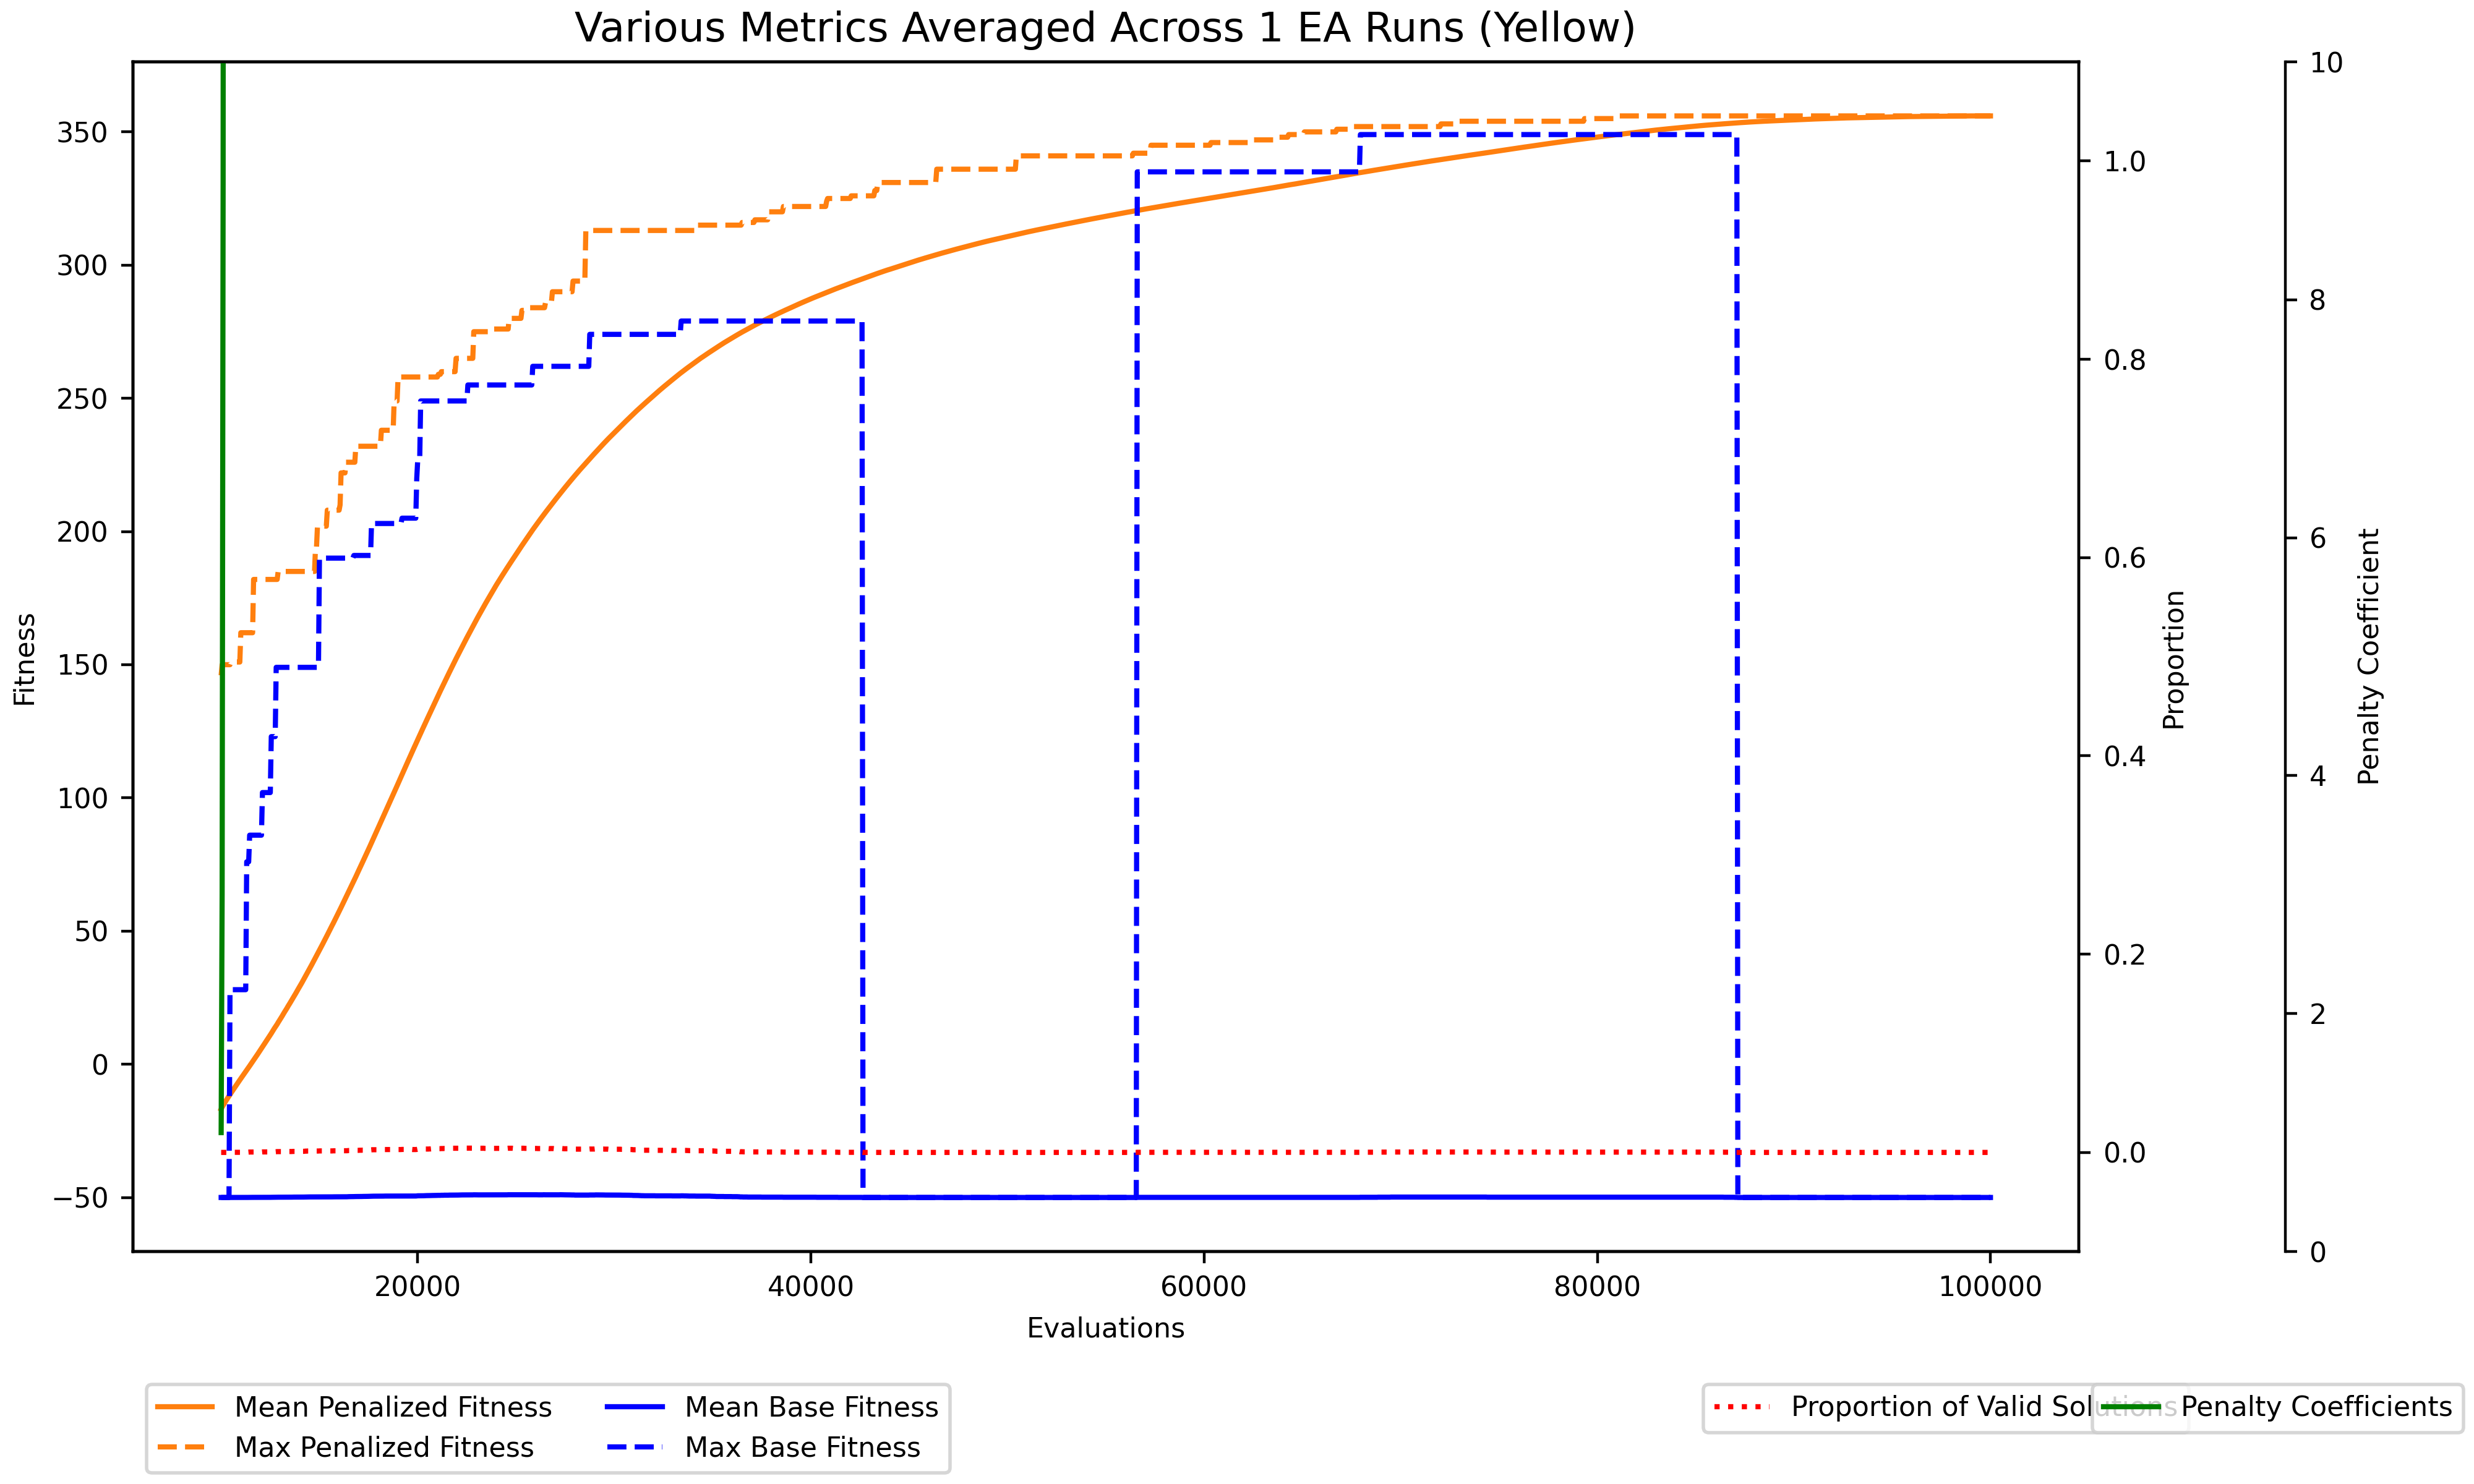 Various Metrics Averaged Across 1 EA Runs (Yellow)
350
300
250
200
150
100
50
0
−50
Fitness
1.0
0.8
0.6
0.4
0.2
0.0
Proportion
10
8
6
4
2
0
Penalty Coefficient
20000 40000 60000 80000 100000
Evaluations
Mean Penalized Fitness
Max Penalized Fitness
Mean Base Fitness
Max Base Fitness
Proportion of Valid Solutions
Penalty Coefficients